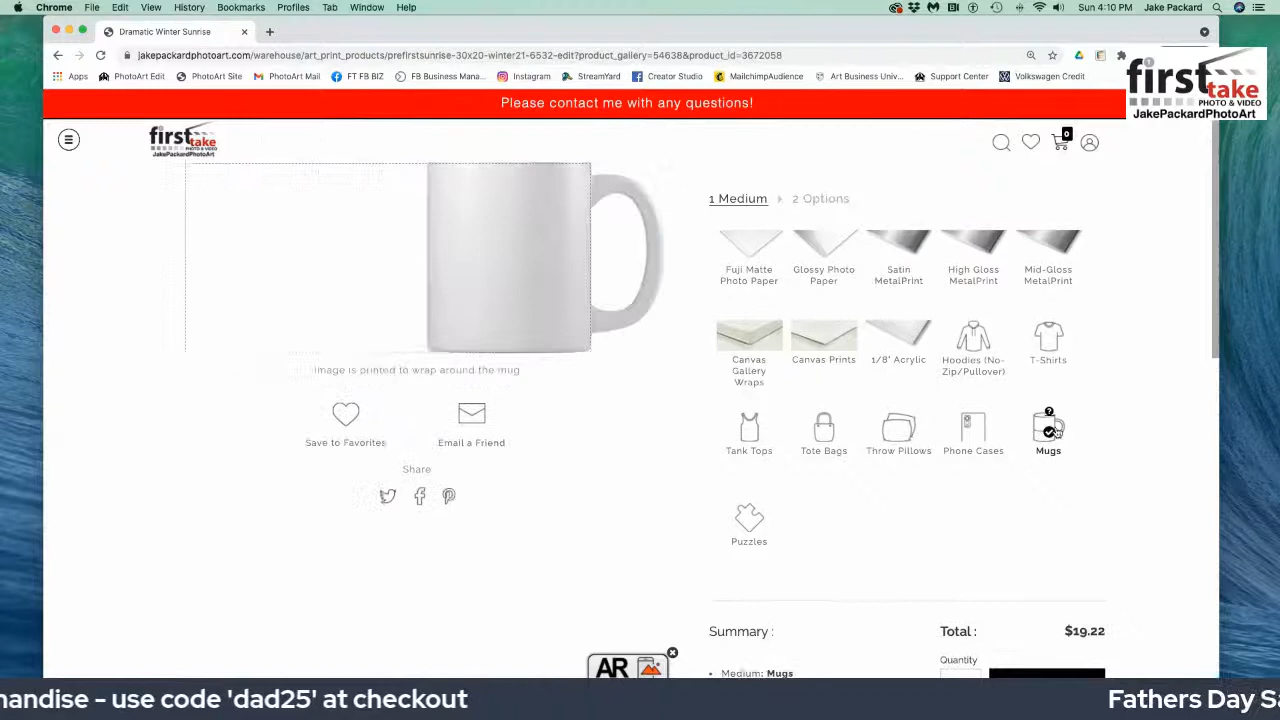 Chrome File Edit View History Bookmarks Profiles Tab Window Help
Sun 4:10 PM Jake Packard
Dramatic Winter Sunrise
jakepackardphotoart.com/warehouse/art_print_products/prefirstsunrise-30x20-winter21-6532-edit?product_gallery=54638&product_id=3672058
Apps PhotoArt Edit PhotoArt Site PhotoArt Mail FT FB BIZ FB Business Mana... Instagram StreamYard Creator Studio MailchimpAudience Art Business Univ... Support Center Volkswagen Credit
first
take
PHOTO & VIDEO
JakePackardPhotoArt
Please contact me with any questions!
first
take
PHOTO & VIDEO
JakePackardPhotoArt
0
1 Medium 2 Options
Fuji Matte Photo Paper
Glossy Photo Paper
Satin MetalPrint
High Gloss MetalPrint
Mid-Gloss MetalPrint
Canvas Gallery Wraps
Canvas Prints
1/8" Acrylic
Hoodies (No-Zip/Pullover)
T-Shirts
Image is printed to wrap around the mug
Save to Favorites
Email a Friend
Share
Tank Tops
Tote Bags
Throw Pillows
Phone Cases
Mugs
Puzzles
Summary :
Total : $19.22
Quantity
Medium: Mugs
AR
handise - use code 'dad25' at checkout
Fathers Day Sa